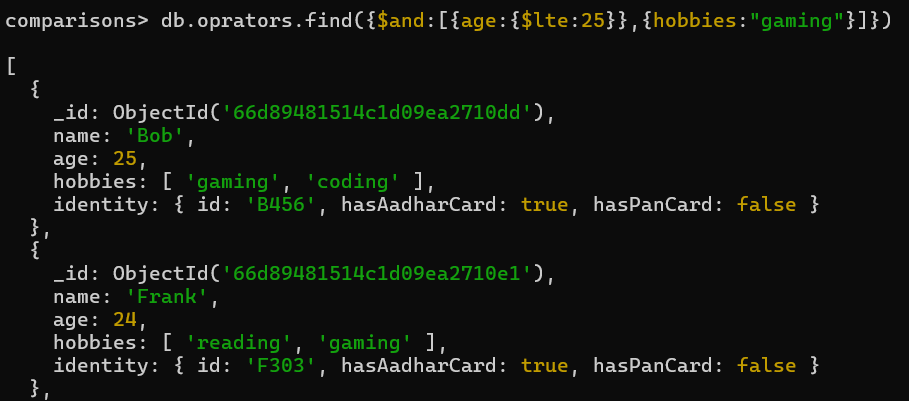 comparisons> db.oprators.find({$and:[{age:{$lte:25}},{hobbies:"gaming"}]})
[
  {
    _id: ObjectId('66d89481514c1d09ea2710dd'),
    name: 'Bob',
    age: 25,
    hobbies: [ 'gaming', 'coding' ],
    identity: { id: 'B456', hasAadharCard: true, hasPanCard: false }
  },
  {
    _id: ObjectId('66d89481514c1d09ea2710e1'),
    name: 'Frank',
    age: 24,
    hobbies: [ 'reading', 'gaming' ],
    identity: { id: 'F303', hasAadharCard: true, hasPanCard: false }
  },